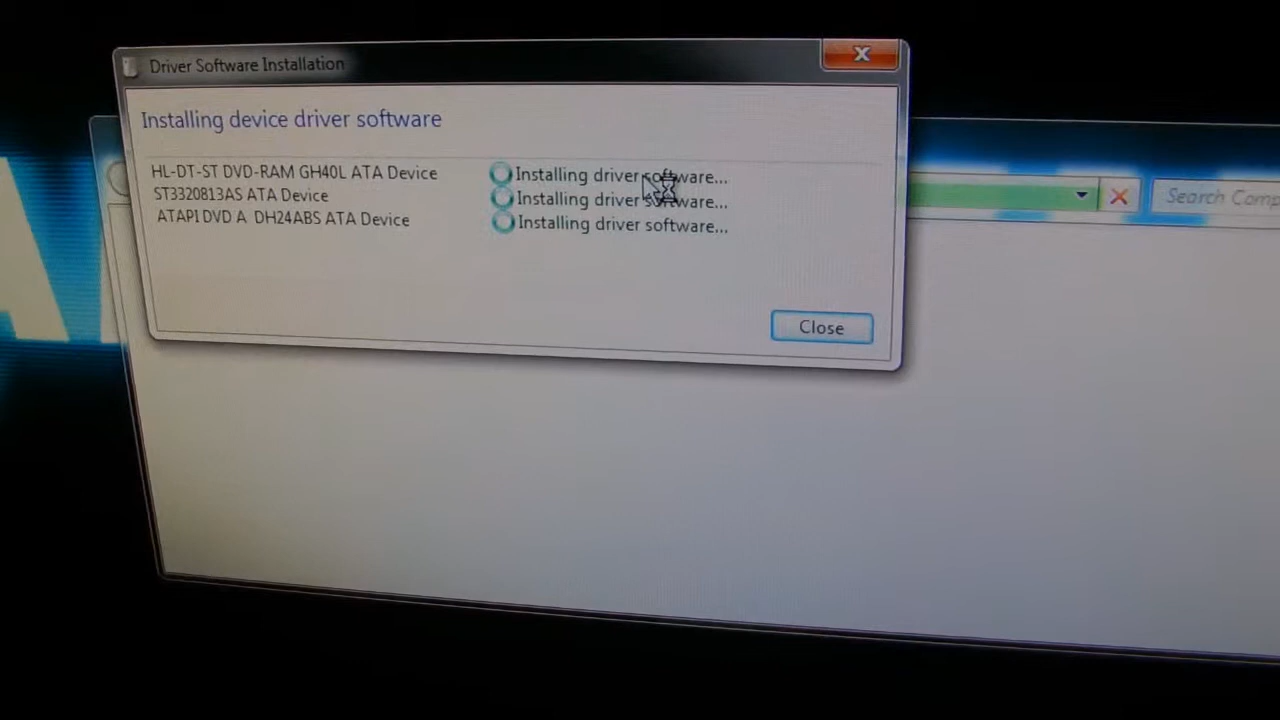 Driver Software Installation
Installing device driver software
HL-DT-ST DVD-RAM GH40L ATA Device Installing driver software...
ST3320813AS ATA Device Installing driver software...
ATAPI DVD A DH24ABS ATA Device Installing driver software...
Close
Search Comp
A